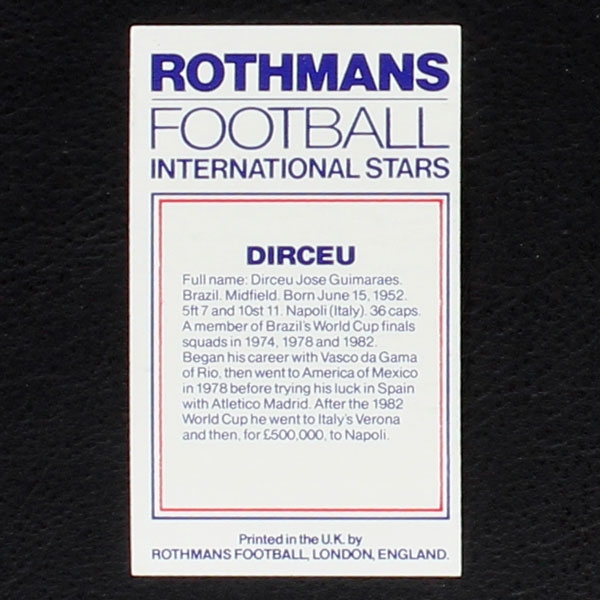 ROTHMANS
FOOTBALL
INTERNATIONAL STARS
DIRCEU
Full name: Dirceu Jose Guimaraes.
Brazil. Midfield. Born June 15, 1952.
5ft 7 and 10st 11. Napoli (Italy). 36 caps.
A member of Brazil's World Cup finals
squads in 1974, 1978 and 1982.
Began his career with Vasco da Gama
of Rio, then went to America of Mexico
in 1978 before trying his luck in Spain
with Atletico Madrid. After the 1982
World Cup he went to Italy's Verona
and then, for £500,000, to Napoli.
Printed in the U.K. by
ROTHMANS FOOTBALL, LONDON, ENGLAND.